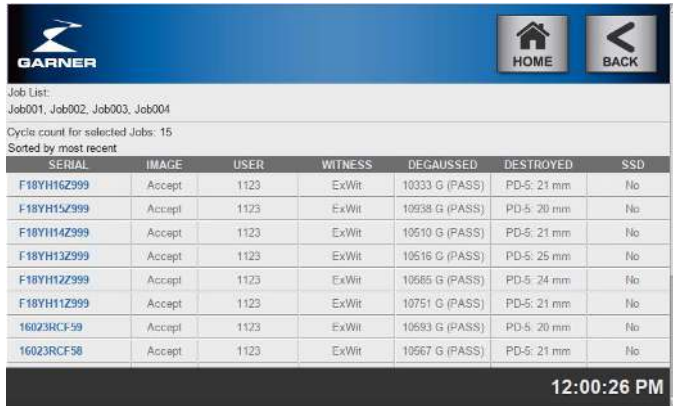 GARNER
HOME
BACK
Job List:
Job001, Job002, Job003, Job004
Cycle count for selected Jobs: 15
Sorted by most recent
SERIAL IMAGE USER WITNESS DEGAUSSED DESTROYED SSD
F18YH16Z999 Accept 1123 ExWit 10333 G (PASS) PD-5: 21 mm No
F18YH15Z999 Accept 1123 ExWit 10938 G (PASS) PD-5: 20 mm No
F18YH14Z999 Accept 1123 ExWit 10510 G (PASS) PD-5: 21 mm No
F18YH13Z999 Accept 1123 ExWit 10516 G (PASS) PD-5: 25 mm No
F18YH12Z999 Accept 1123 ExWit 10565 G (PASS) PD-5: 24 mm No
F18YH11Z999 Accept 1123 ExWit 10751 G (PASS) PD-5: 21 mm No
16023RCF59 Accept 1123 ExWit 10593 G (PASS) PD-5: 20 mm No
16023RCF58 Accept 1123 ExWit 10567 G (PASS) PD-5: 21 mm No
12:00:26 PM